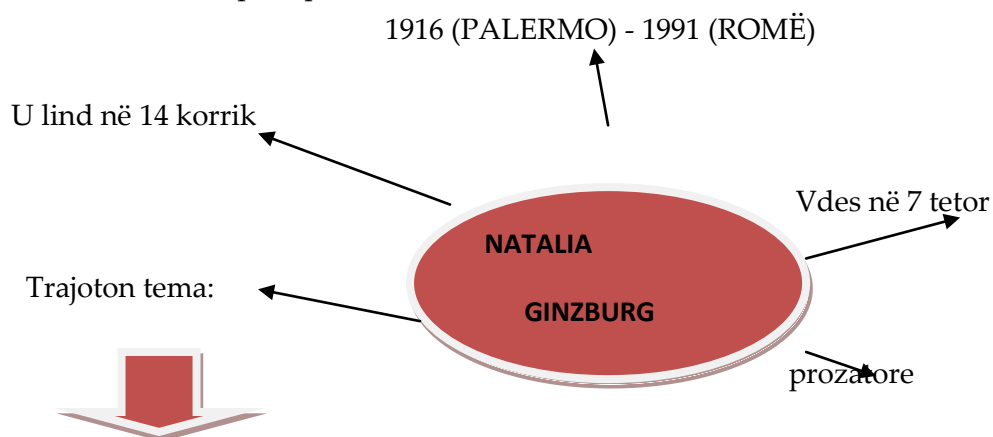 1916 (PALERMO) - 1991 (ROMË)
U lind në 14 korrik
Vdes në 7 tetor
NATALIA
Trajoton tema:
GINZBURG
prozatore